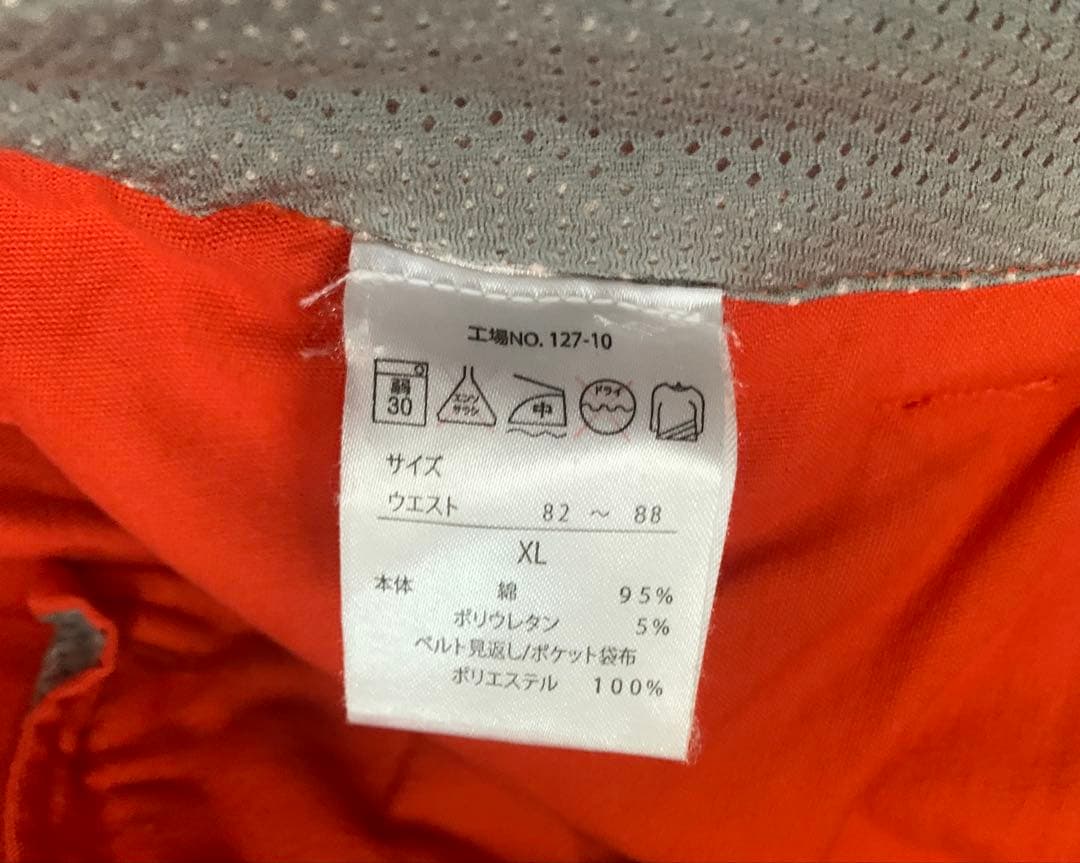 工場NO. 127-10
弱
30
エンソ
サラシ
中
ドライ
サイズ
ウエスト 82 ～ 88
XL
本体 綿 95%
ポリウレタン 5%
ベルト見返し/ポケット袋布
ポリエステル 100%